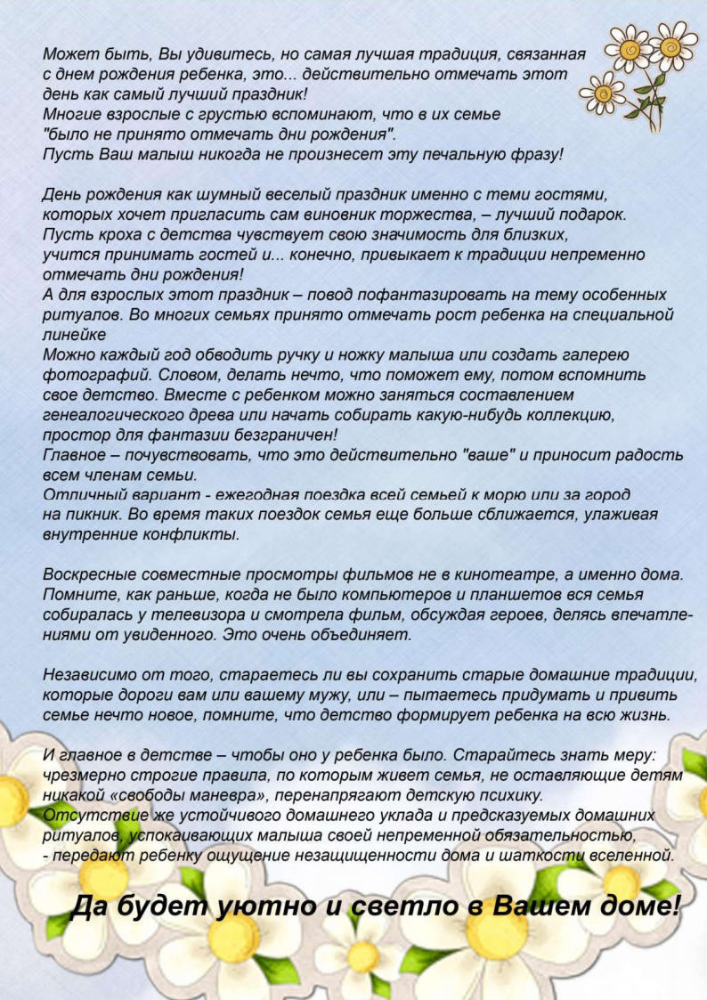 Может быть, Вы удивитесь, но самая лучшая традиция, связанная
с днем рождения ребенка, это... действительно отмечать этот
день как самый лучший праздник!
Многие взрослые с грустью вспоминают, что в их семье
"было не принято отмечать дни рождения".
Пусть Ваш малыш никогда не произнесет эту печальную фразу!
День рождения как шумный веселый праздник именно с теми гостями,
которых хочет пригласить сам виновник торжества, – лучший подарок.
Пусть кроха с детства чувствует свою значимость для близких,
учится принимать гостей и... конечно, привыкает к традиции непременно
отмечать дни рождения!
А для взрослых этот праздник – повод пофантазировать на тему особенных
ритуалов. Во многих семьях принято отмечать рост ребенка на специальной
линейке
Можно каждый год обводить ручку и ножку малыша или создать галерею
фотографий. Словом, делать нечто, что поможет ему, потом вспомнить
свое детство. Вместе с ребенком можно заняться составлением
генеалогического древа или начать собирать какую-нибудь коллекцию,
простор для фантазии безграничен!
Главное – почувствовать, что это действительно "ваше" и приносит радость
всем членам семьи.
Отличный вариант - ежегодная поездка всей семьей к морю или за город
на пикник. Во время таких поездок семья еще больше сближается, улаживая
внутренние конфликты.
Воскресные совместные просмотры фильмов не в кинотеатре, а именно дома.
Помните, как раньше, когда не было компьютеров и планшетов вся семья
собиралась у телевизора и смотрела фильм, обсуждая героев, делясь впечатле-
ниями от увиденного. Это очень объединяет.
Независимо от того, стараетесь ли вы сохранить старые домашние традиции,
которые дороги вам или вашему мужу, или – пытаетесь придумать и привить
семье нечто новое, помните, что детство формирует ребенка на всю жизнь.
И главное в детстве – чтобы оно у ребенка было. Старайтесь знать меру:
чрезмерно строгие правила, по которым живет семья, не оставляющие детям
никакой «свободы маневра», перенапрягают детскую психику.
Отсутствие же устойчивого домашнего уклада и предсказуемых домашних
ритуалов, успокаивающих малыша своей непременной обязательностью,
- передают ребенку ощущение незащищенности дома и шаткости вселенной.
Да будет уютно и светло в Вашем доме!